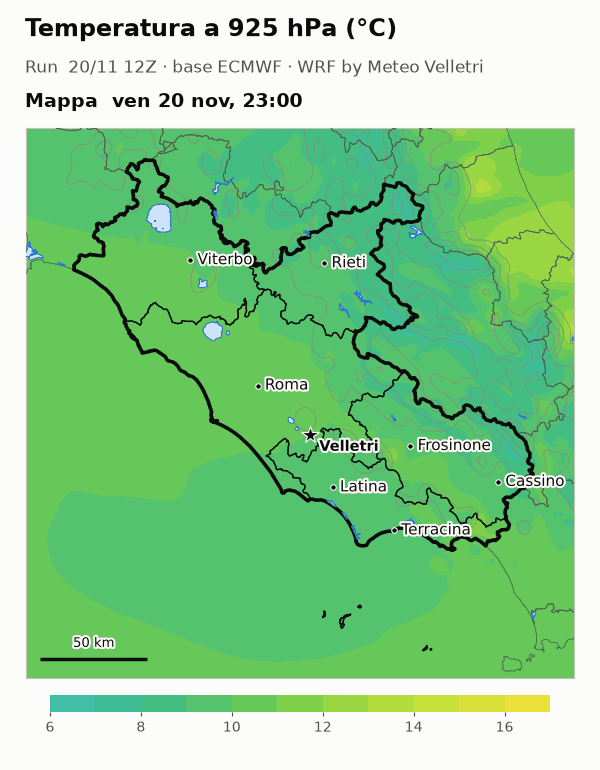 Temperatura a 925 hPa (°C)
Run  20/11 12Z · base ECMWF · WRF by Meteo Velletri
Mappa  ven 20 nov, 23:00
Viterbo
Rieti
Roma
Velletri
Frosinone
Latina
Cassino
Terracina
50 km
6 8 10 12 14 16